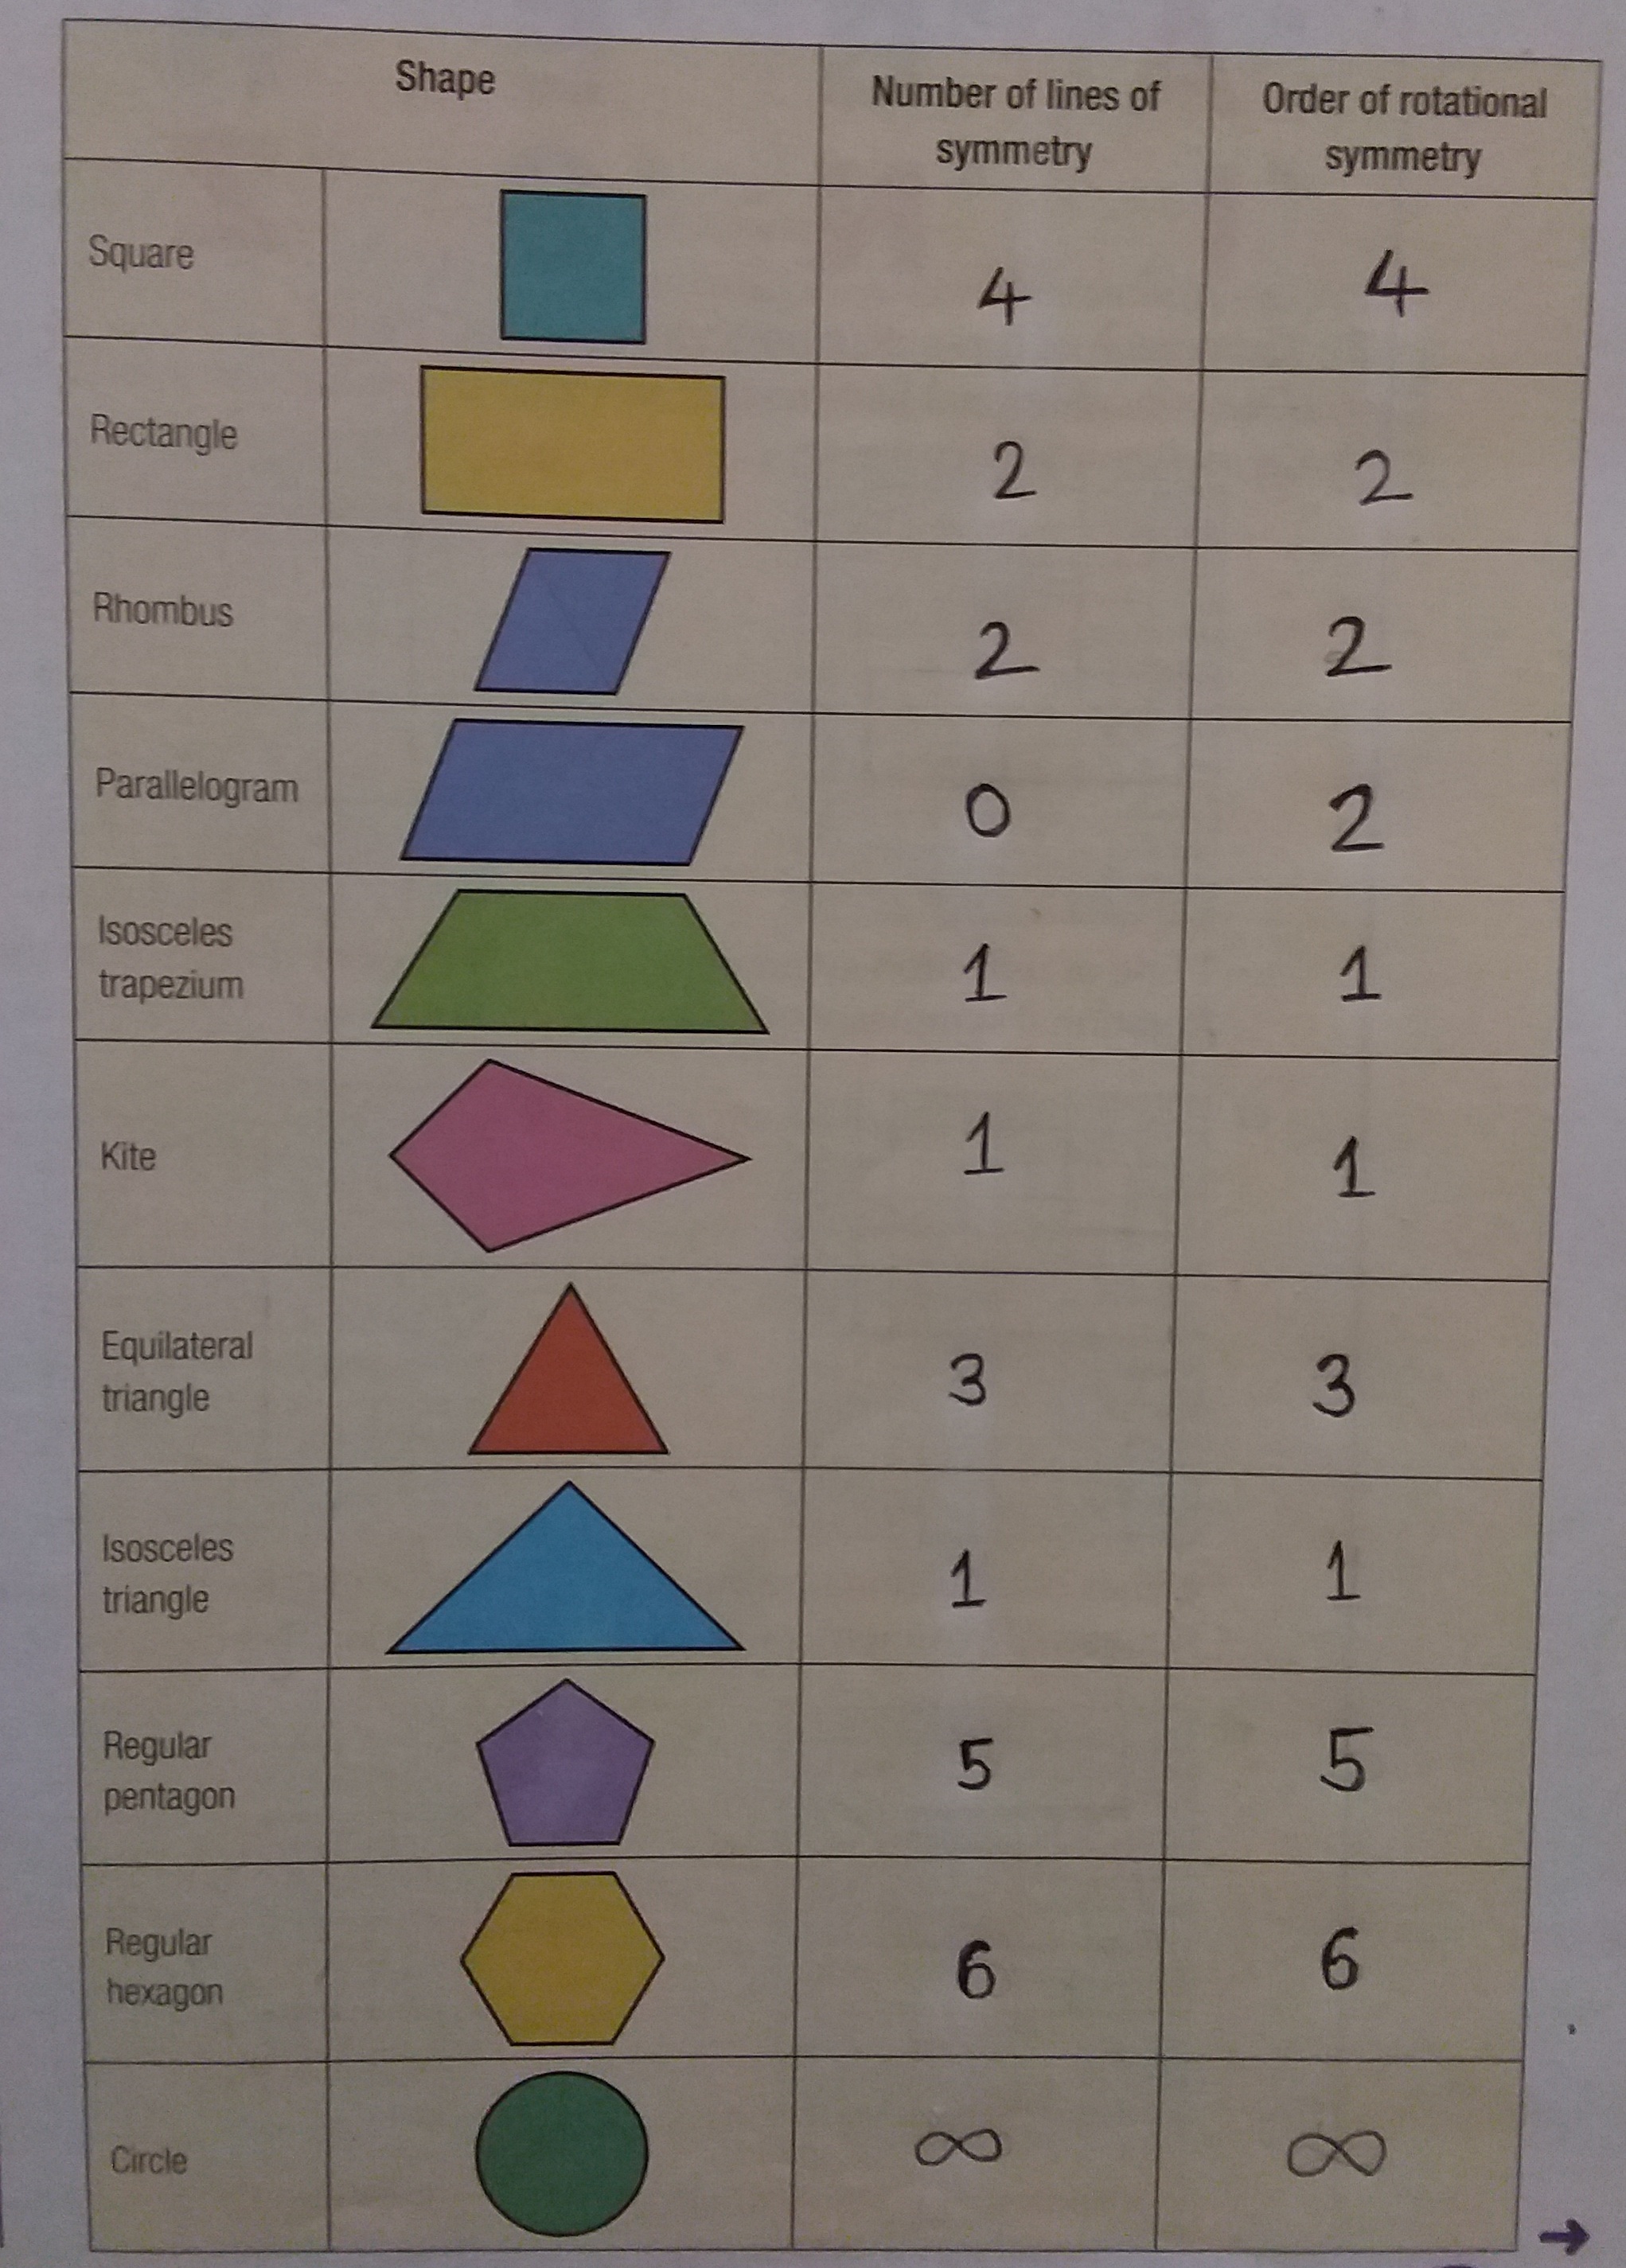 Shape
Number of lines of
symmetry
Order of rotational
symmetry
Square 4 4
Rectangle 2 2
Rhombus 2 2
Parallelogram 0 2
Isosceles
trapezium 1 1
Kite 1 1
Equilateral
triangle 3 3
Isosceles
triangle 1 1
Regular
pentagon 5 5
Regular
hexagon 6 6
Circle ∞ ∞